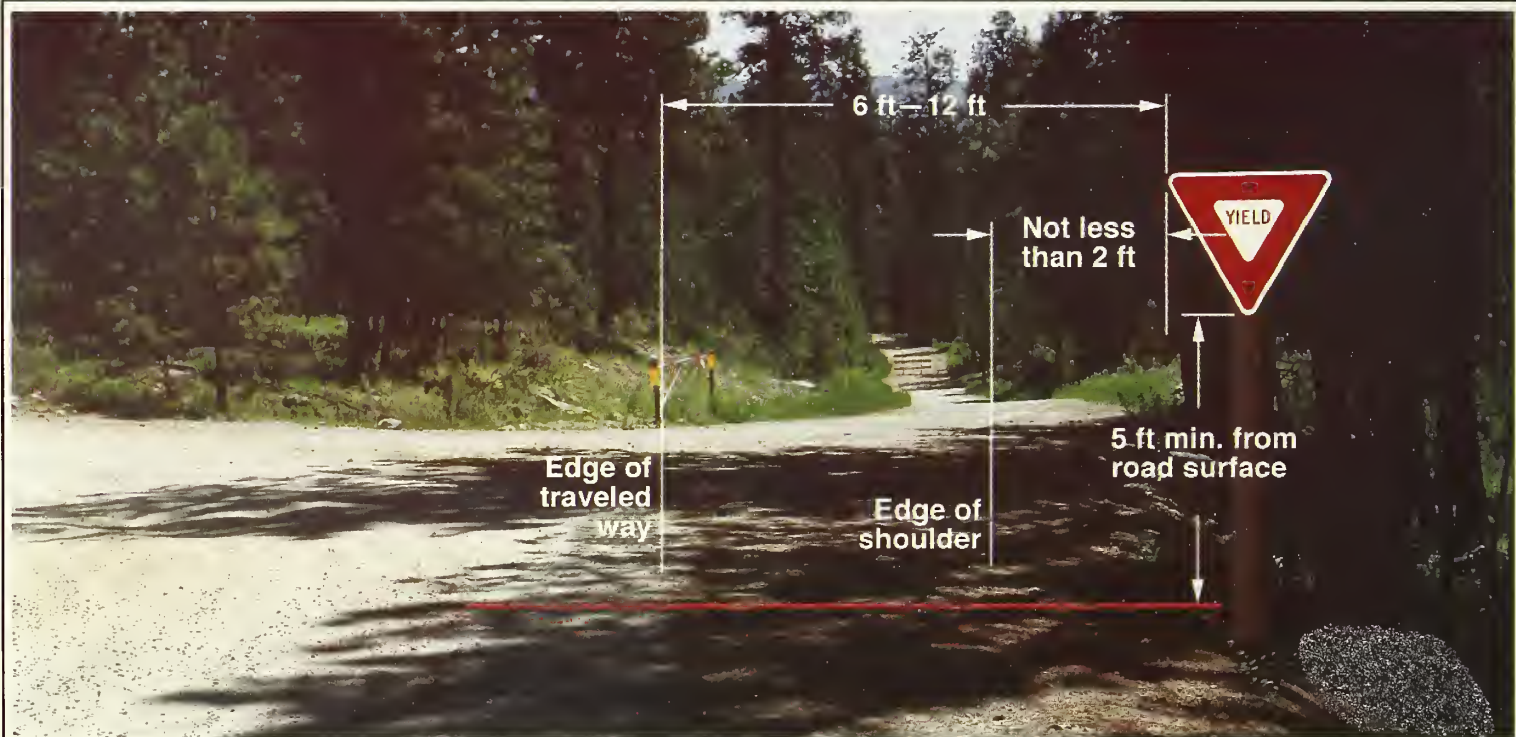 6 ft—12 ft
YIELD
Not less
than 2 ft
5 ft min. from
road surface
Edge of
traveled
way
Edge of
shoulder